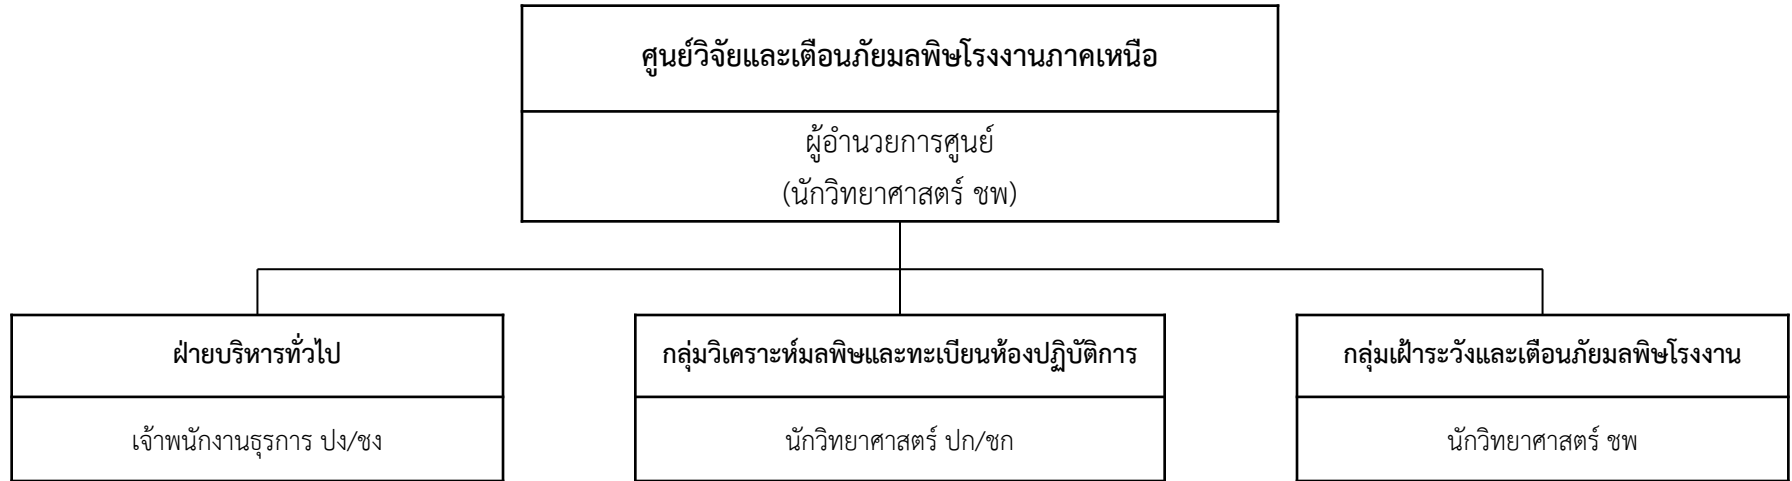 ศูนย์วิจัยและเตือนภัยมลพิษโรงงานภาคเหนือ
ผู้อำนวยการศูนย์
(นักวิทยาศาสตร์ ชพ)
ฝ่ายบริหารทั่วไป
เจ้าพนักงานธุรการ ปง/ชง
กลุ่มวิเคราะห์มลพิษและทะเบียนห้องปฏิบัติการ
นักวิทยาศาสตร์ ปก/ชก
กลุ่มเฝ้าระวังและเตือนภัยมลพิษโรงงาน
นักวิทยาศาสตร์ ชพ